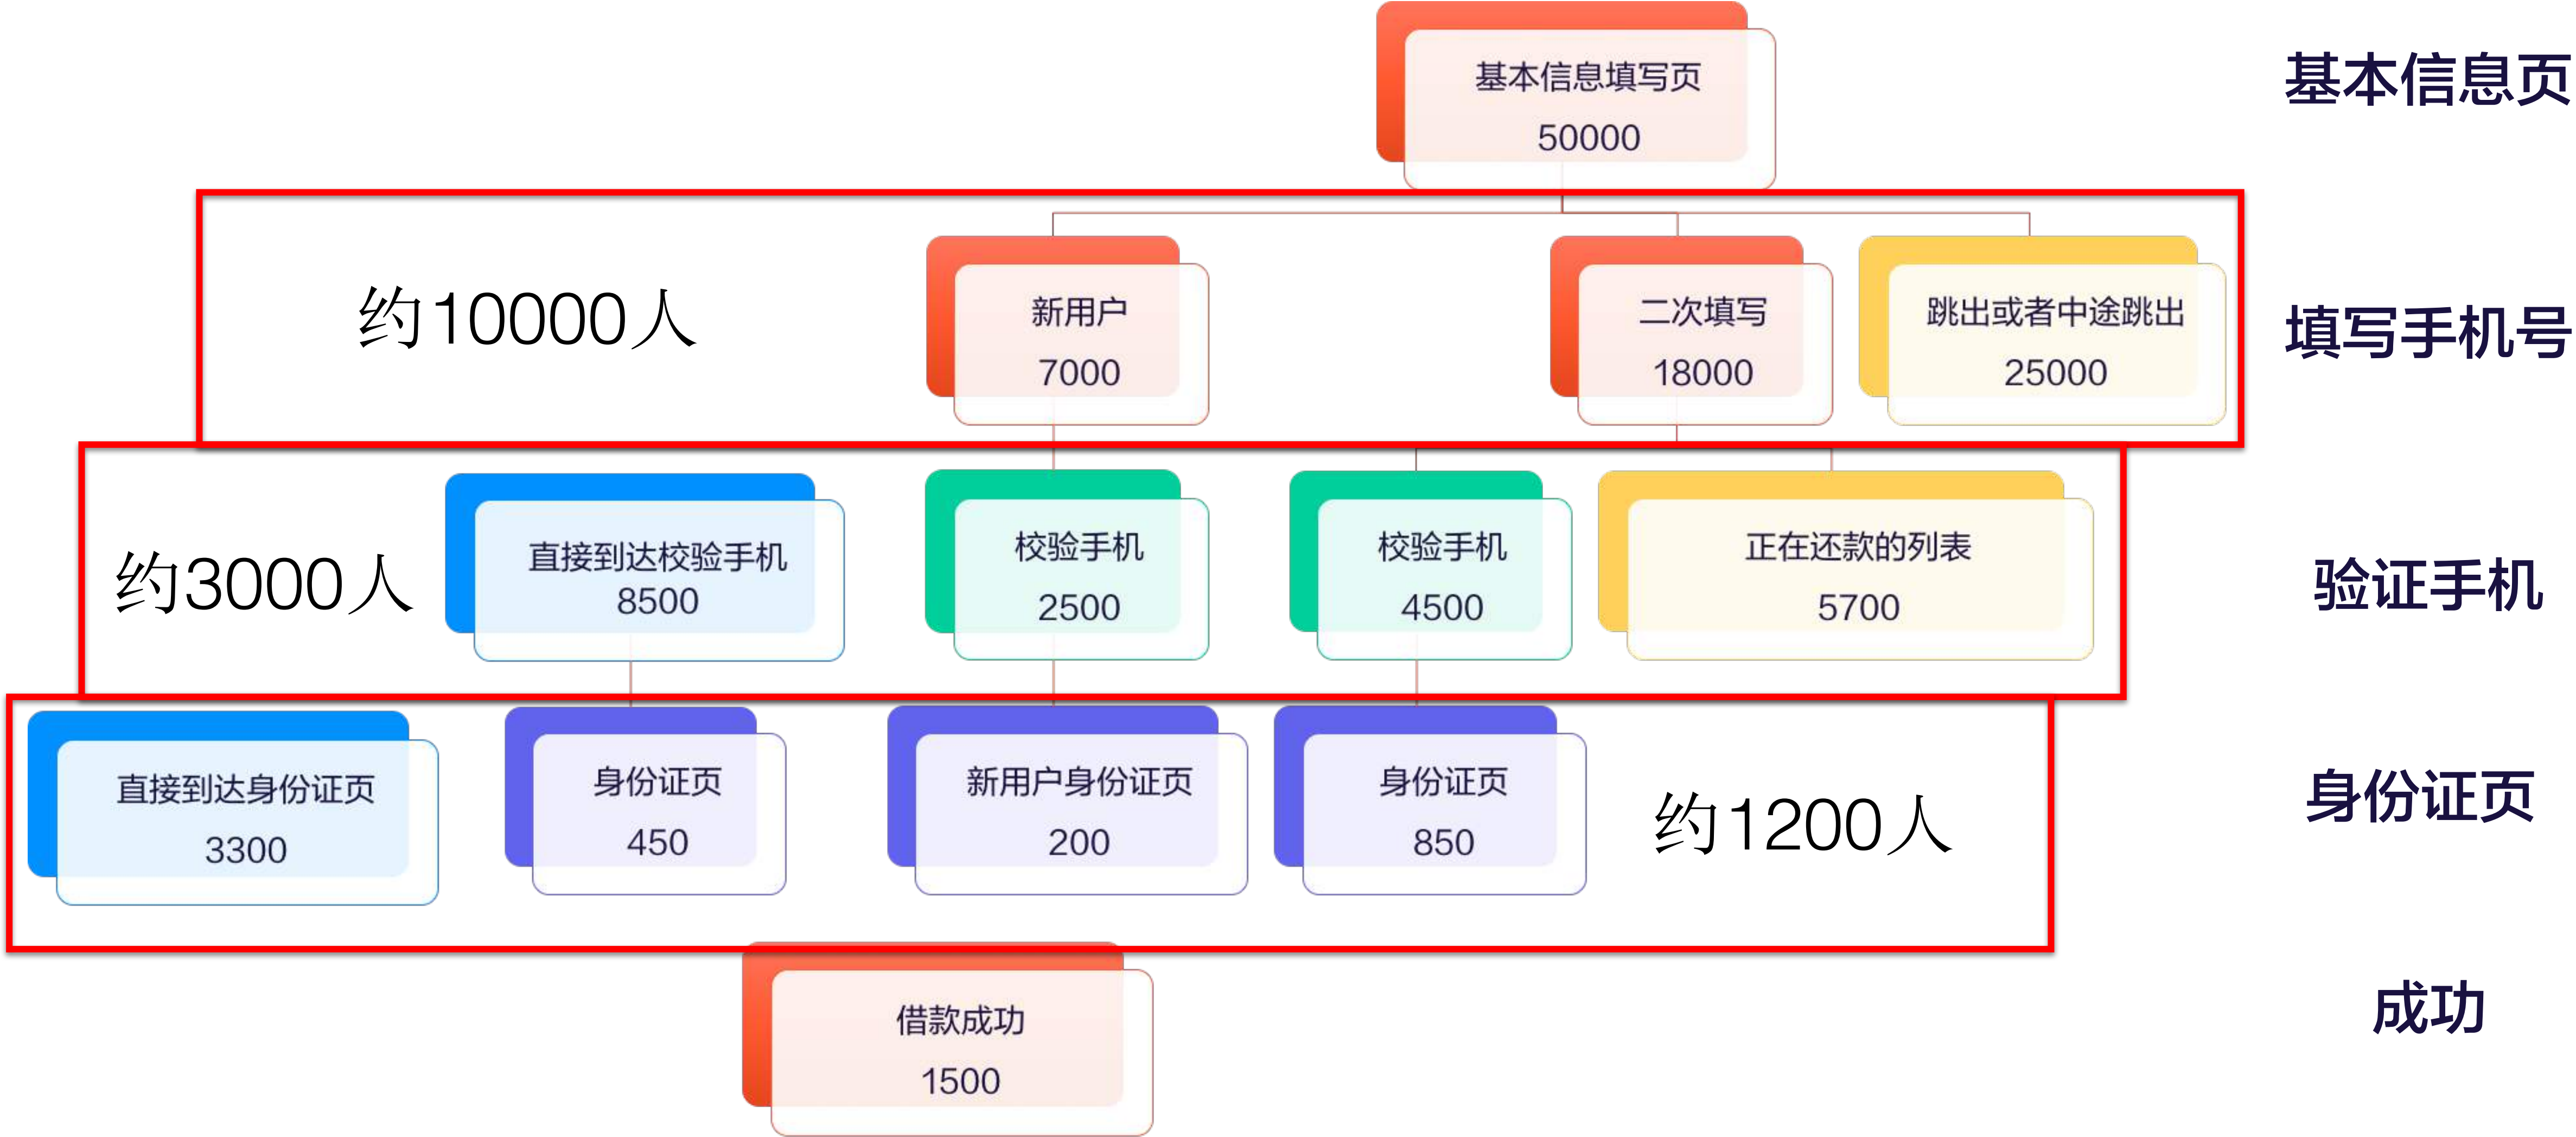 基本信息填写页
50000
基本信息页
约10000人
新用户
7000
二次填写
18000
跳出或者中途跳出
25000
填写手机号
约3000人
直接到达校验手机
8500
校验手机
2500
校验手机
4500
正在还款的列表
5700
验证手机
直接到达身份证页
3300
身份证页
450
新用户身份证页
200
身份证页
850
约1200人
身份证页
借款成功
1500
成功